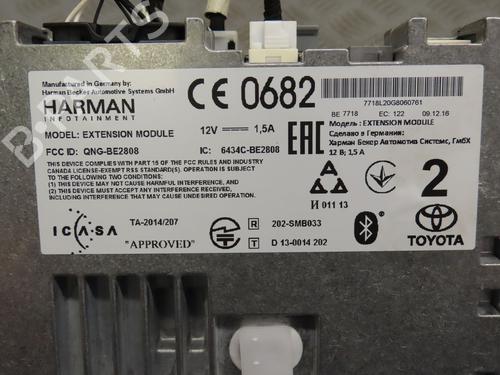 Manufactured in Germany by:
Harman Becker Automotive Systems GmbH
HARMAN
INFOTAINMENT
CE 0682
7718L20G8060761
BE 7718 EC: 122 09.12.16
MODEL: EXTENSION MODULE 12V 1,5A
FCC ID: QNG-BE2808 IC: 6434C-BE2808
EAC
Модель: EXTENSION MODULE
Сделано в Германии:
Харман Бекер Аутомотив Системс, ГмбХ
12 В; 1,5 А
THIS DEVICE COMPLIES WITH PART 15 OF THE FCC RULES AND INDUSTRY
CANADA LICENSE-EXEMPT RSS STANDARD(S). OPERATION IS SUBJECT TO THE
FOLLOWING TWO CONDITIONS: (1) THIS DEVICE MAY NOT CAUSE HARMFUL
INTERFERENCE, AND (2) THIS DEVICE MUST ACCEPT ANY INTERFERENCE
RECEIVED, INCLUDING INTERFERENCE THAT MAY CAUSE UNDESIRED
OPERATION.
И 011 13
2
ICASA
TA-2014/207
"APPROVED"
R 202-SMB033
T D 13-0014 202
TOYOTA
B-PARTS